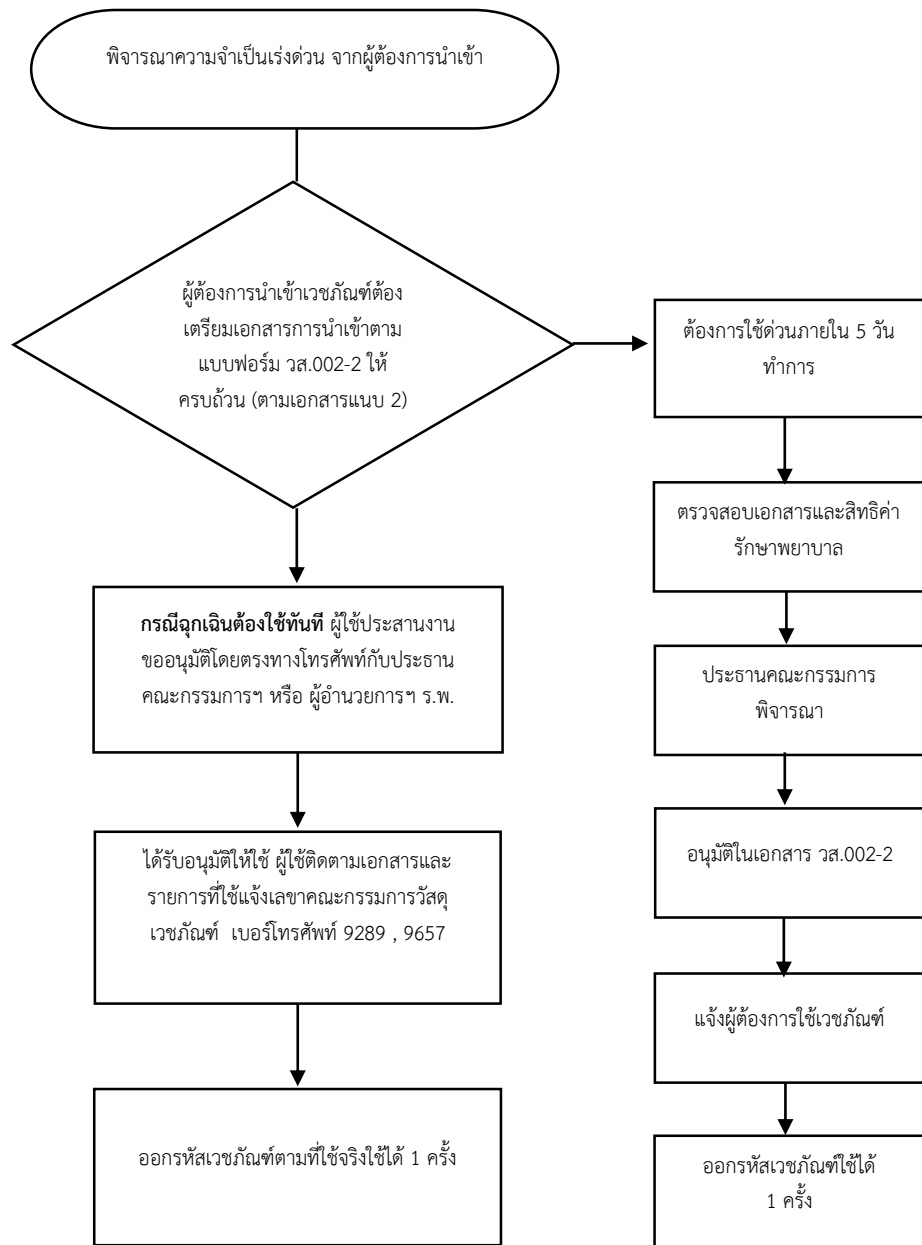 พิจารณาความจำเป็นเร่งด่วน จากผู้ต้องการนำเข้า
ผู้ต้องการนำเข้าเวชภัณฑ์ต้อง
เตรียมเอกสารการนำเข้าตาม
แบบฟอร์ม วส.002-2 ให้
ครบถ้วน (ตามเอกสารแนบ 2)
ต้องการใช้ด่วนภายใน 5 วัน
ทำการ
ตรวจสอบเอกสารและสิทธิค่า
รักษาพยาบาล
กรณีฉุกเฉินต้องใช้ทันที ผู้ใช้ประสานงาน
ขออนุมัติโดยตรงทางโทรศัพท์กับประธาน
คณะกรรมการฯ หรือ ผู้อำนวยการฯ ร.พ.
ประธานคณะกรรมการ
พิจารณา
ได้รับอนุมัติให้ใช้ ผู้ใช้ติดตามเอกสารและ
รายการที่ใช้แจ้งเลขาคณะกรรมการวัสดุ
เวชภัณฑ์ เบอร์โทรศัพท์ 9289 , 9657
อนุมัติในเอกสาร วส.002-2
แจ้งผู้ต้องการใช้เวชภัณฑ์
ออกรหัสเวชภัณฑ์ตามที่ใช้จริงใช้ได้ 1 ครั้ง
ออกรหัสเวชภัณฑ์ใช้ได้
1 ครั้ง